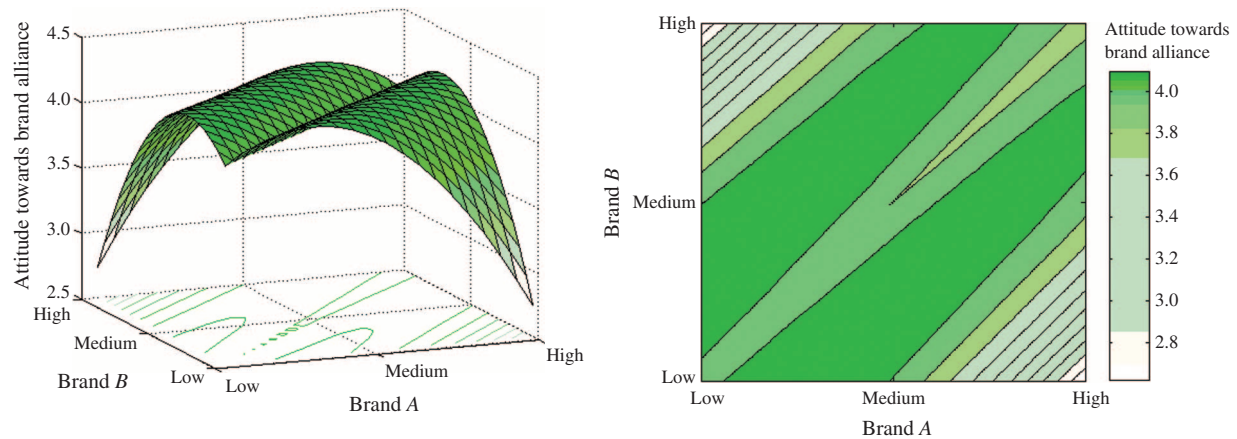 4.5
4.0
3.5
3.0
2.5
Attitude towards brand alliance
High
Medium
Low
Brand B
Low
Medium
High
Brand A
High
Medium
Low
Brand B
Low
Medium
High
Brand A
Attitude towards
brand alliance
4.0
3.8
3.6
3.4
3.2
3.0
2.8